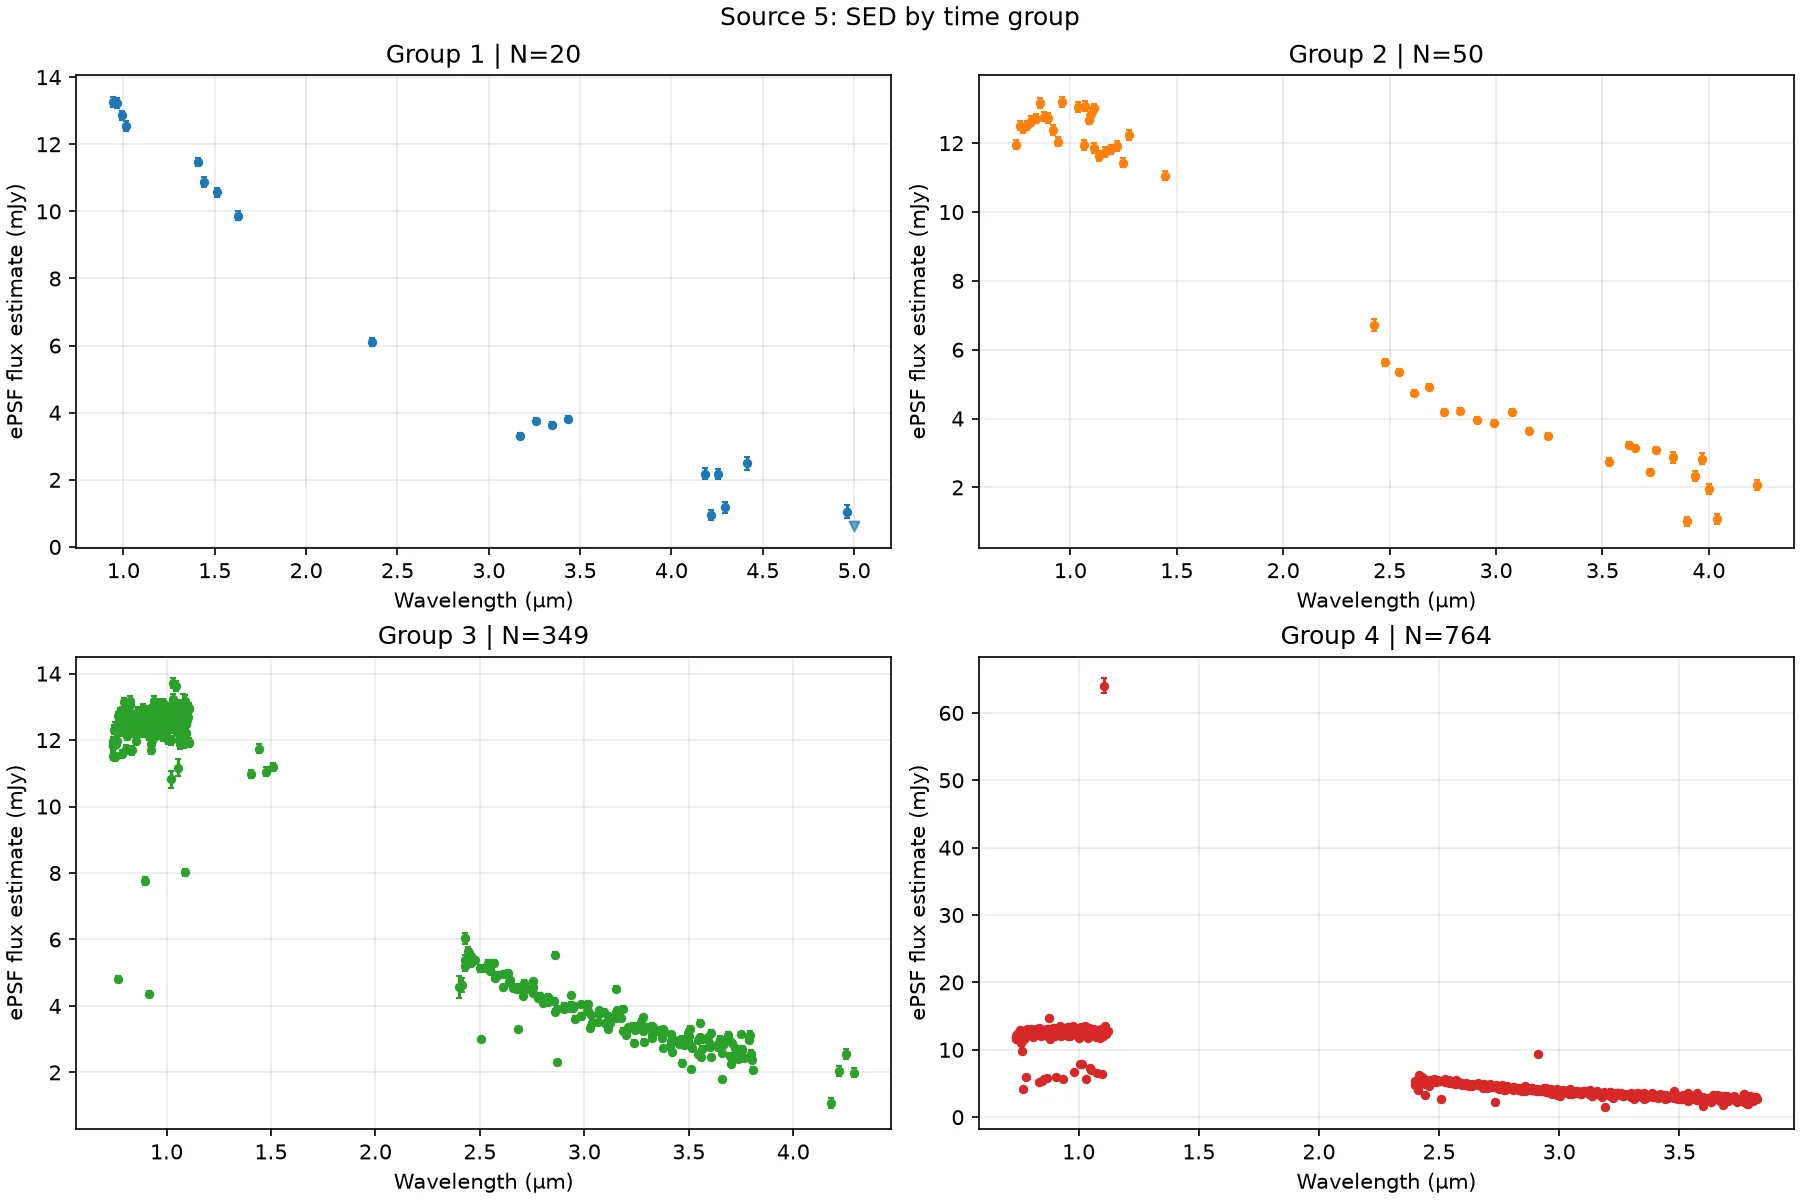 Source 5: SED by time group
Group 1 | N=20
14
12
10
8
6
4
2
0
ePSF flux estimate (mJy)
1.0 1.5 2.0 2.5 3.0 3.5 4.0 4.5 5.0
Wavelength (μm)
Group 2 | N=50
12
10
8
6
4
2
ePSF flux estimate (mJy)
1.0 1.5 2.0 2.5 3.0 3.5 4.0
Wavelength (μm)
Group 3 | N=349
14
12
10
8
6
4
2
ePSF flux estimate (mJy)
1.0 1.5 2.0 2.5 3.0 3.5 4.0
Wavelength (μm)
Group 4 | N=764
60
50
40
30
20
10
0
ePSF flux estimate (mJy)
1.0 1.5 2.0 2.5 3.0 3.5
Wavelength (μm)